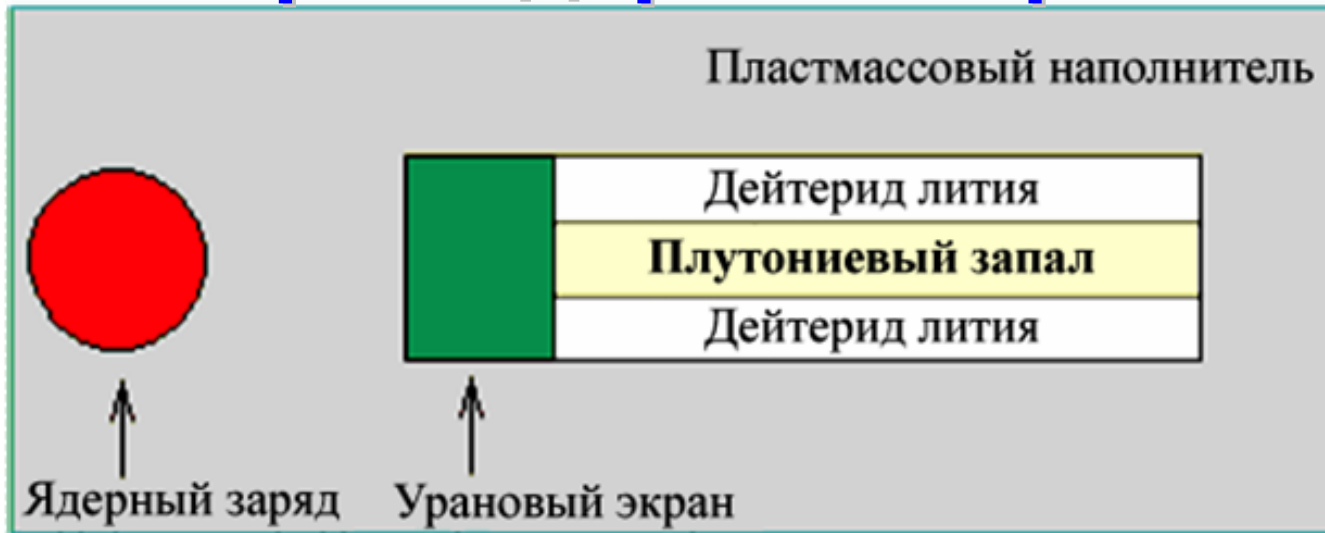 Пластмассовый наполнитель
Дейтерид лития
Плутониевый запал
Дейтерид лития
Ядерный заряд
Урановый экран